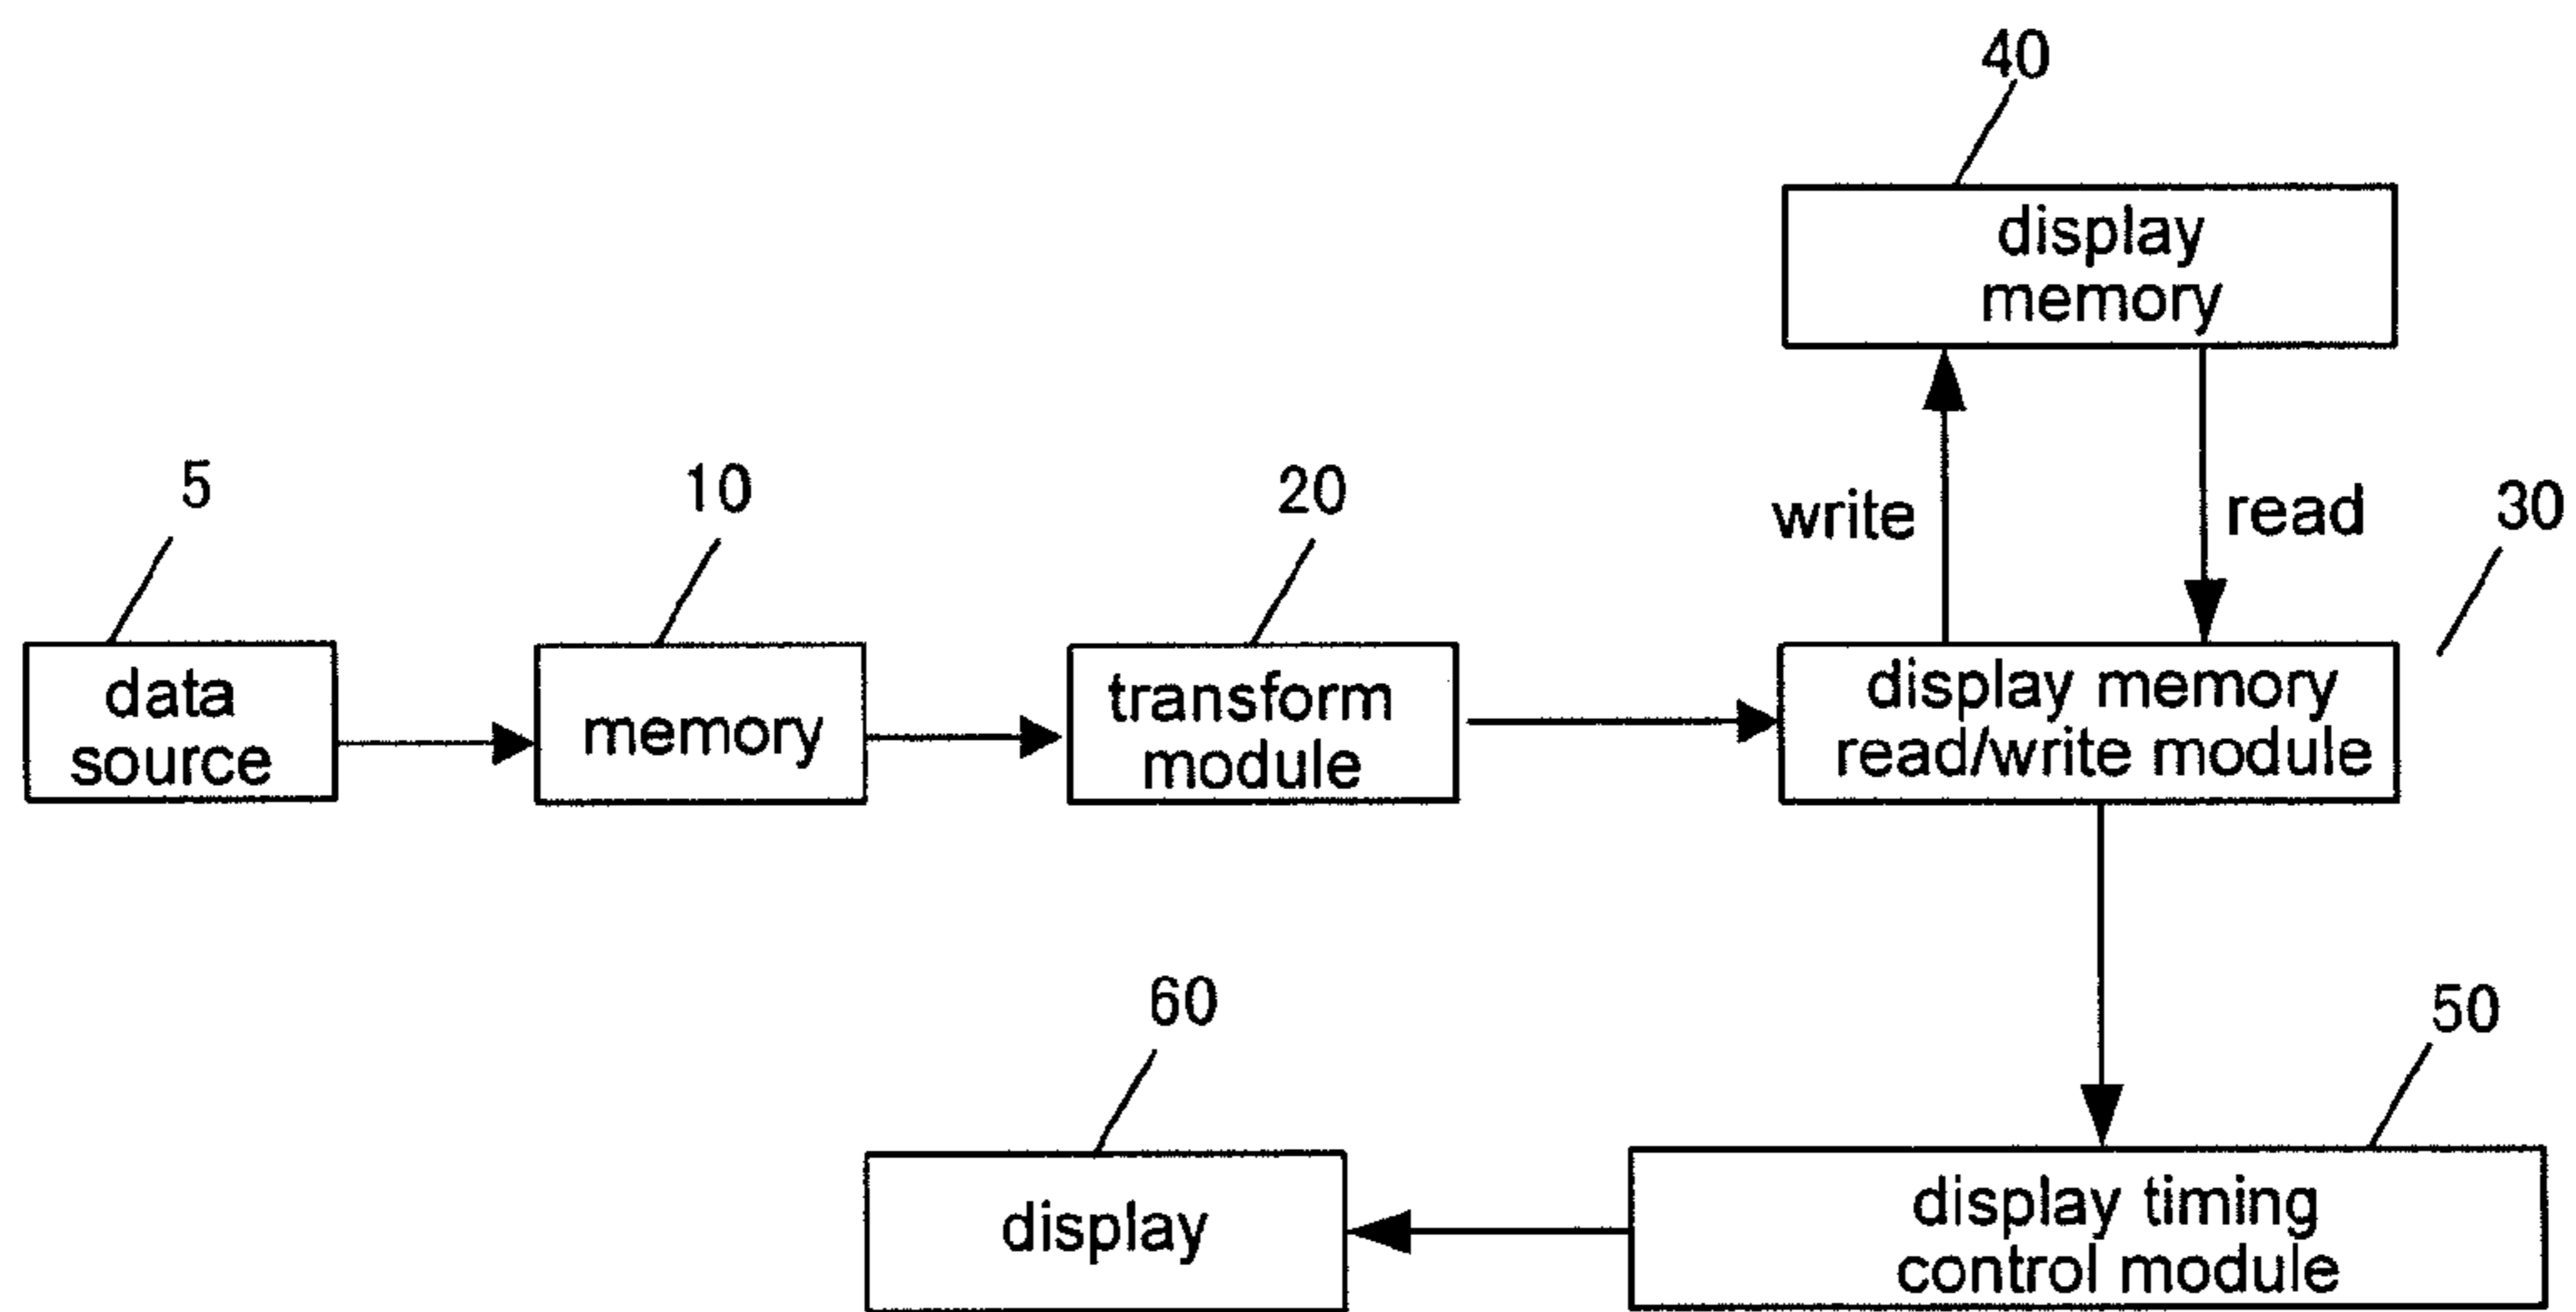 40
display
memory
5
10
20
write
read
30
data
source
memory
transform
module
display memory
read/write module
60
50
display
display timing
control module